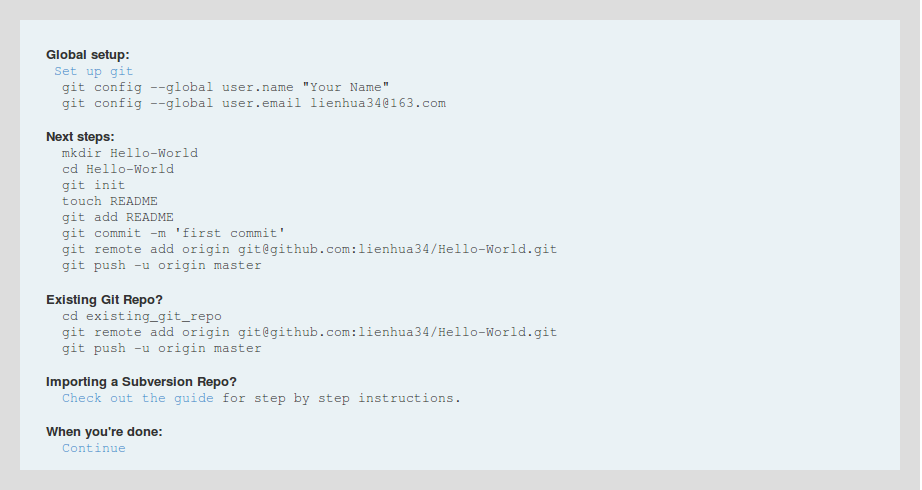 Global setup:
Set up git
git config --global user.name "Your Name"
git config --global user.email lienhua34@163.com
Next steps:
mkdir Hello-World
cd Hello-World
git init
touch README
git add README
git commit -m 'first commit'
git remote add origin git@github.com:lienhua34/Hello-World.git
git push -u origin master
Existing Git Repo?
cd existing_git_repo
git remote add origin git@github.com:lienhua34/Hello-World.git
git push -u origin master
Importing a Subversion Repo?
Check out the guide for step by step instructions.
When you're done:
Continue